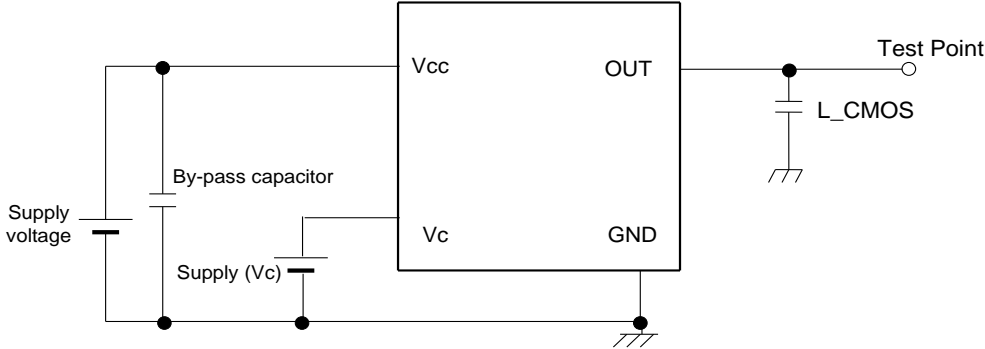 Test Point
Vcc
OUT
L_CMOS
By-pass capacitor
Supply
voltage
Vc
GND
Supply (Vc)